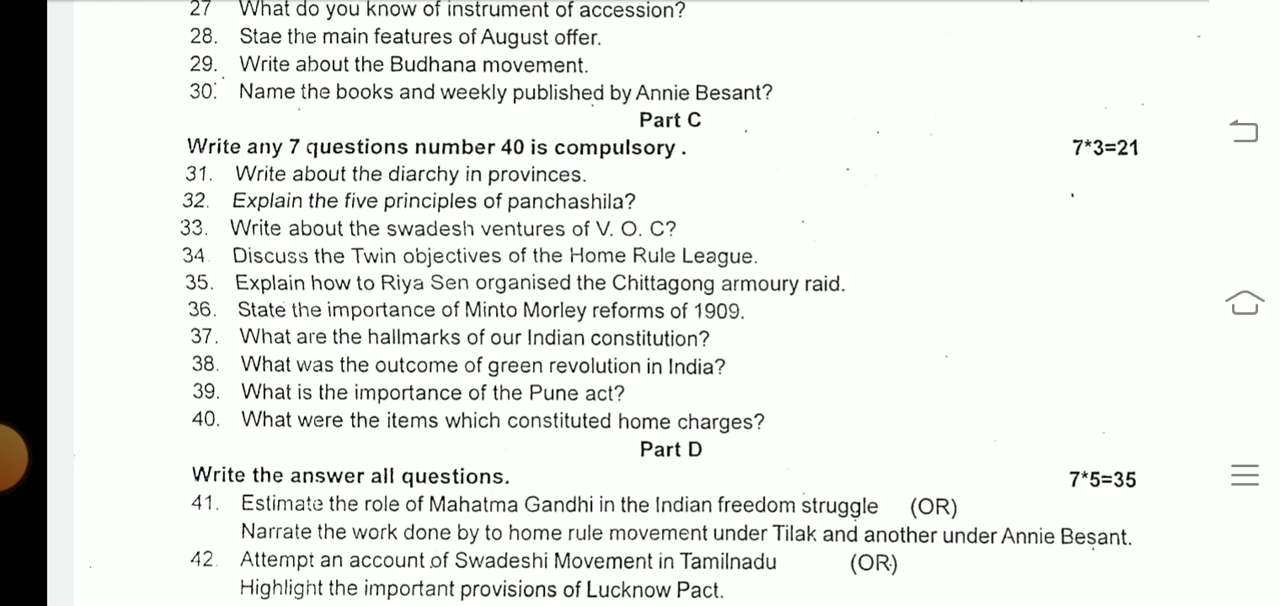 27 What do you know of instrument of accession?
28. Stae the main features of August offer.
29. Write about the Budhana movement.
30. Name the books and weekly published by Annie Besant?
Part C
Write any 7 questions number 40 is compulsory . 7*3=21
31. Write about the diarchy in provinces.
32. Explain the five principles of panchashila?
33. Write about the swadesh ventures of V. O. C?
34. Discuss the Twin objectives of the Home Rule League.
35. Explain how to Riya Sen organised the Chittagong armoury raid.
36. State the importance of Minto Morley reforms of 1909.
37. What are the hallmarks of our Indian constitution?
38. What was the outcome of green revolution in India?
39. What is the importance of the Pune act?
40. What were the items which constituted home charges?
Part D
Write the answer all questions. 7*5=35
41. Estimate the role of Mahatma Gandhi in the Indian freedom struggle (OR)
Narrate the work done by to home rule movement under Tilak and another under Annie Besant.
42. Attempt an account of Swadeshi Movement in Tamilnadu (OR)
Highlight the important provisions of Lucknow Pact.